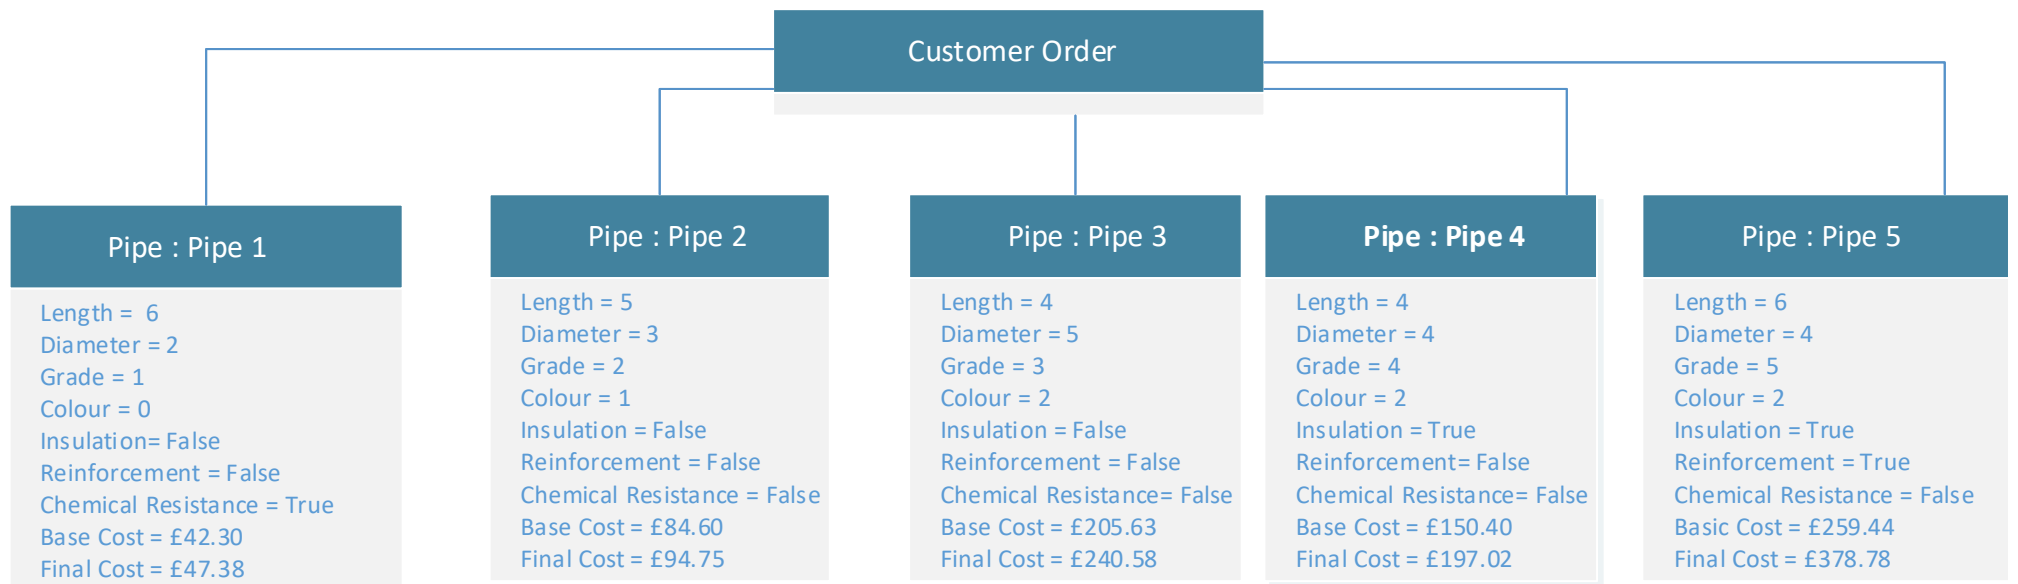 Customer Order
Pipe : Pipe 1
Length =  6
Diameter = 2
Grade = 1
Colour = 0
Insulation= False
Reinforcement = False
Chemical Resistance = True
Base Cost = £42.30
Final Cost = £47.38
Pipe : Pipe 2
Length = 5
Diameter = 3
Grade = 2
Colour = 1
Insulation = False
Reinforcement = False
Chemical Resistance = False
Base Cost = £84.60
Final Cost = £94.75
Pipe : Pipe 3
Length = 4
Diameter = 5
Grade = 3
Colour = 2
Insulation = False
Reinforcement = False
Chemical Resistance= False
Base Cost = £205.63
Final Cost = £240.58
Pipe : Pipe 4
Length = 4
Diameter = 4
Grade = 4
Colour = 2
Insulation = True
Reinforcement= False
Chemical Resistance= False
Base Cost = £150.40
Final Cost = £197.02
Pipe : Pipe 5
Length = 6
Diameter = 4
Grade = 5
Colour = 2
Insulation = True
Reinforcement = True
Chemical Resistance = False
Basic Cost = £259.44
Final Cost = £378.78